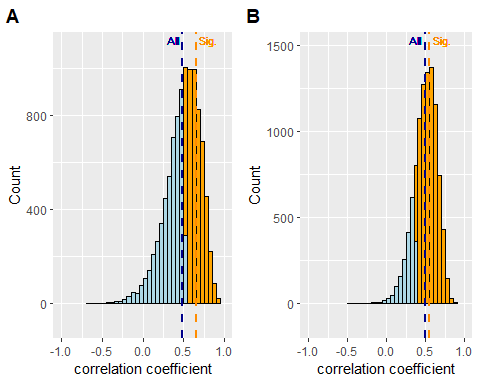 A
All Sig.
Count
800
400
0
-1.0 -0.5 0.0 0.5 1.0
correlation coefficient
B
All Sig.
Count
1500
1000
500
0
-1.0 -0.5 0.0 0.5 1.0
correlation coefficient